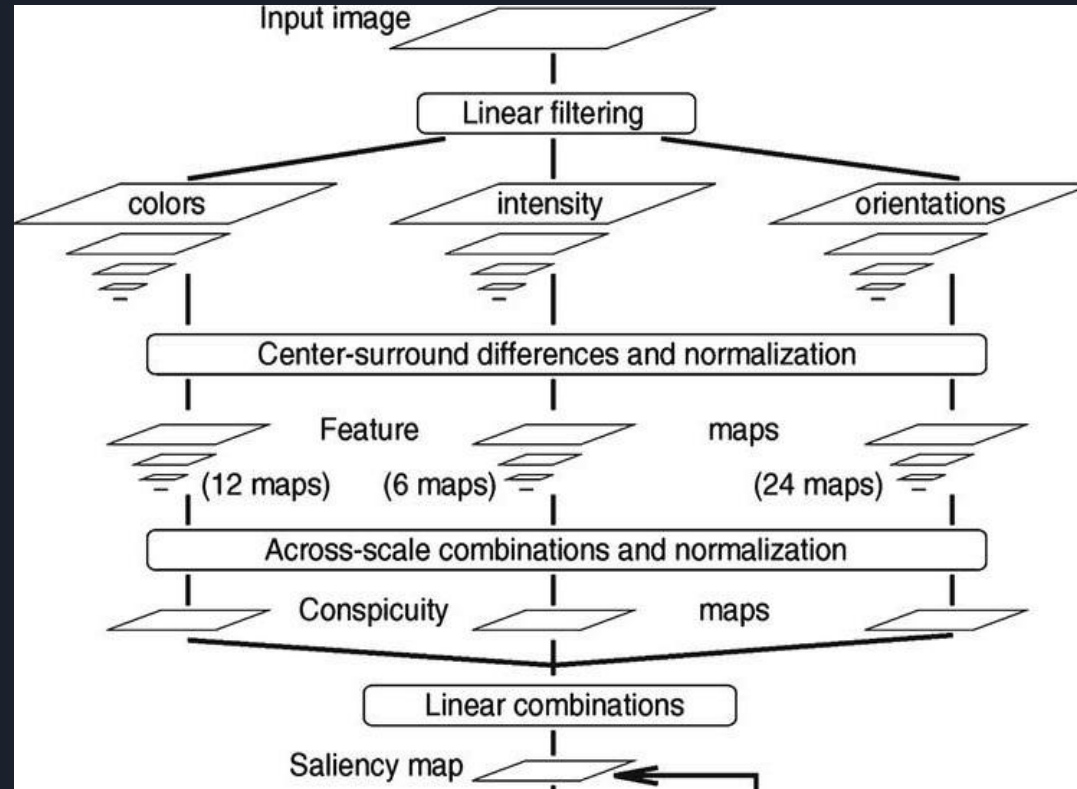 Input image
Linear filtering
colors intensity orientations
Center-surround differences and normalization
Feature maps
(12 maps) (6 maps) (24 maps)
Across-scale combinations and normalization
Conspicuity maps
Linear combinations
Saliency map